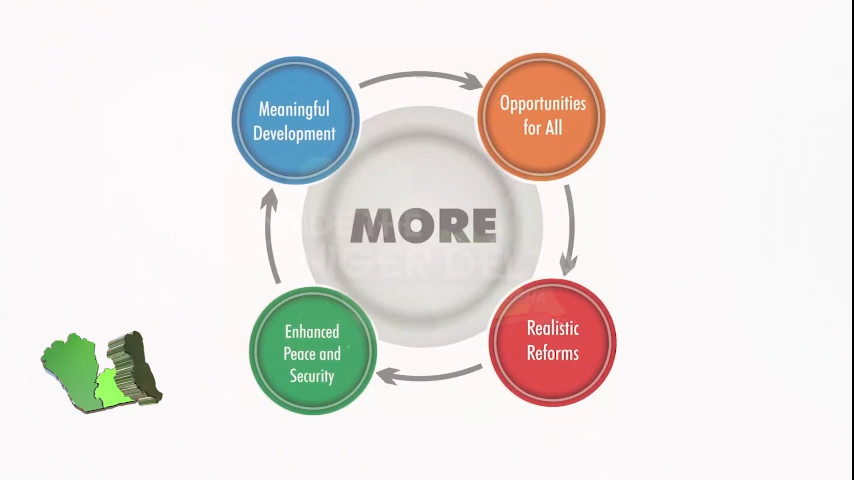 Meaningful
Development
Opportunities
for All
MORE
Enhanced
Peace and
Security
Realistic
Reforms